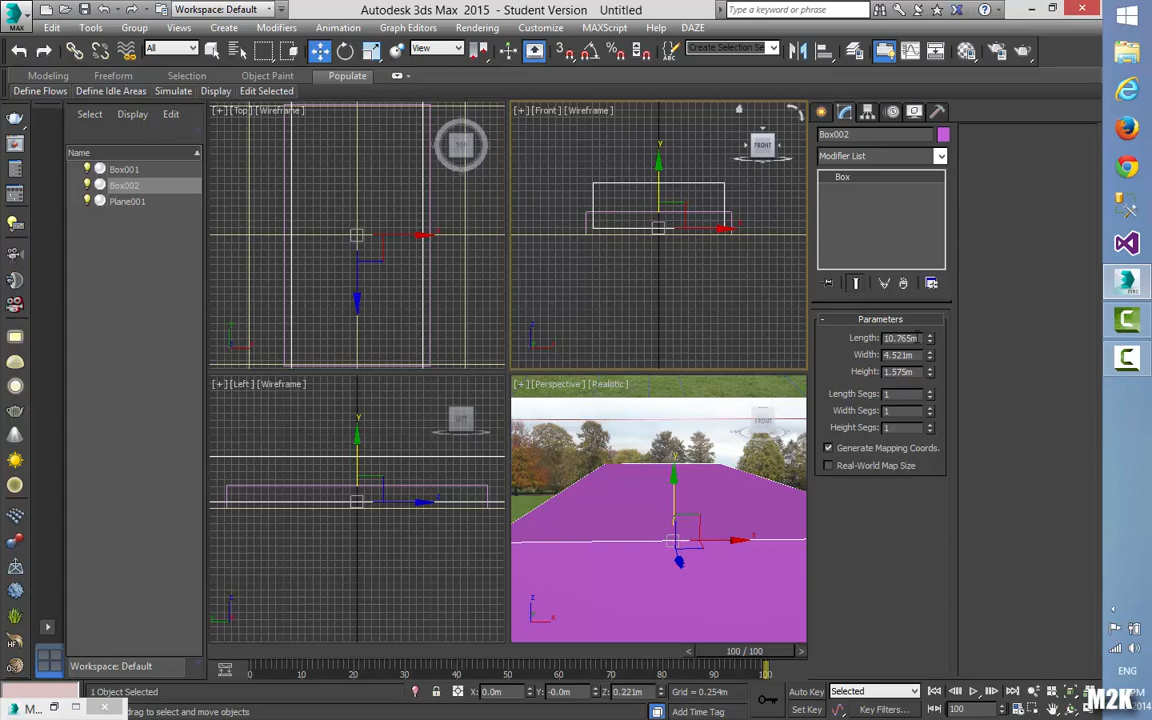 Workspace: Default
Autodesk 3ds Max 2015 - Student Version Untitled
Type a keyword or phrase
MAX
Edit Tools Group Views Create Modifiers Animation Graph Editors Rendering Customize MAXScript Help DAZE
All
View
Create Selection Se
Modeling Freeform Selection Object Paint Populate
Define Flows Define Idle Areas Simulate Display Edit Selected
Select Display Edit
Name
Box001
Box002
Plane001
[+] [Top] [Wireframe]
TOP
[+] [Front] [Wireframe]
FRONT
[+] [Left] [Wireframe]
LEFT
[+] [Perspective] [Realistic]
FRONT
Box002
Modifier List
Box
Parameters
Length: 10.765m
Width: 4.521m
Height: 1.575m
Length Segs: 1
Width Segs: 1
Height Segs: 1
Generate Mapping Coords.
Real-World Map Size
Workspace: Default
100 / 100
0 10 20 30 40 50 60 70 80 90 100
1 Object Selected
X: 0.0m Y: -0.0m Z: 0.221m Grid = 0.254m
Auto Key Selected
Set Key Key Filters... 100
M...
drag to select and move objects
Add Time Tag
ENG
M2K